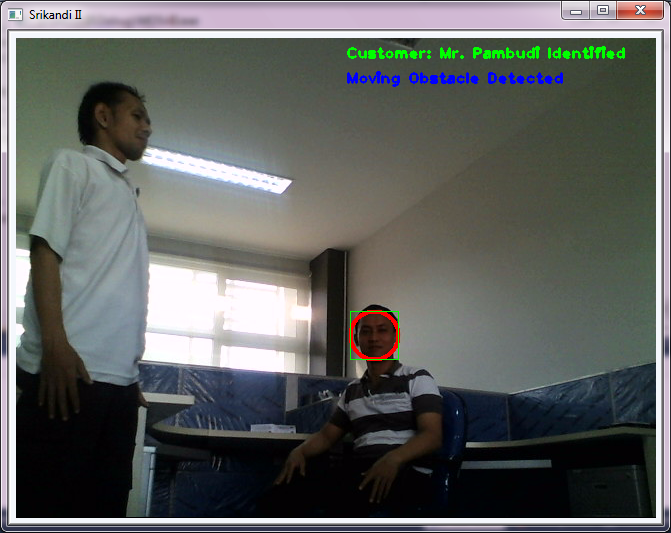 Srikandi II
Customer: Mr. Pambudi Identified
Moving Obstacle Detected